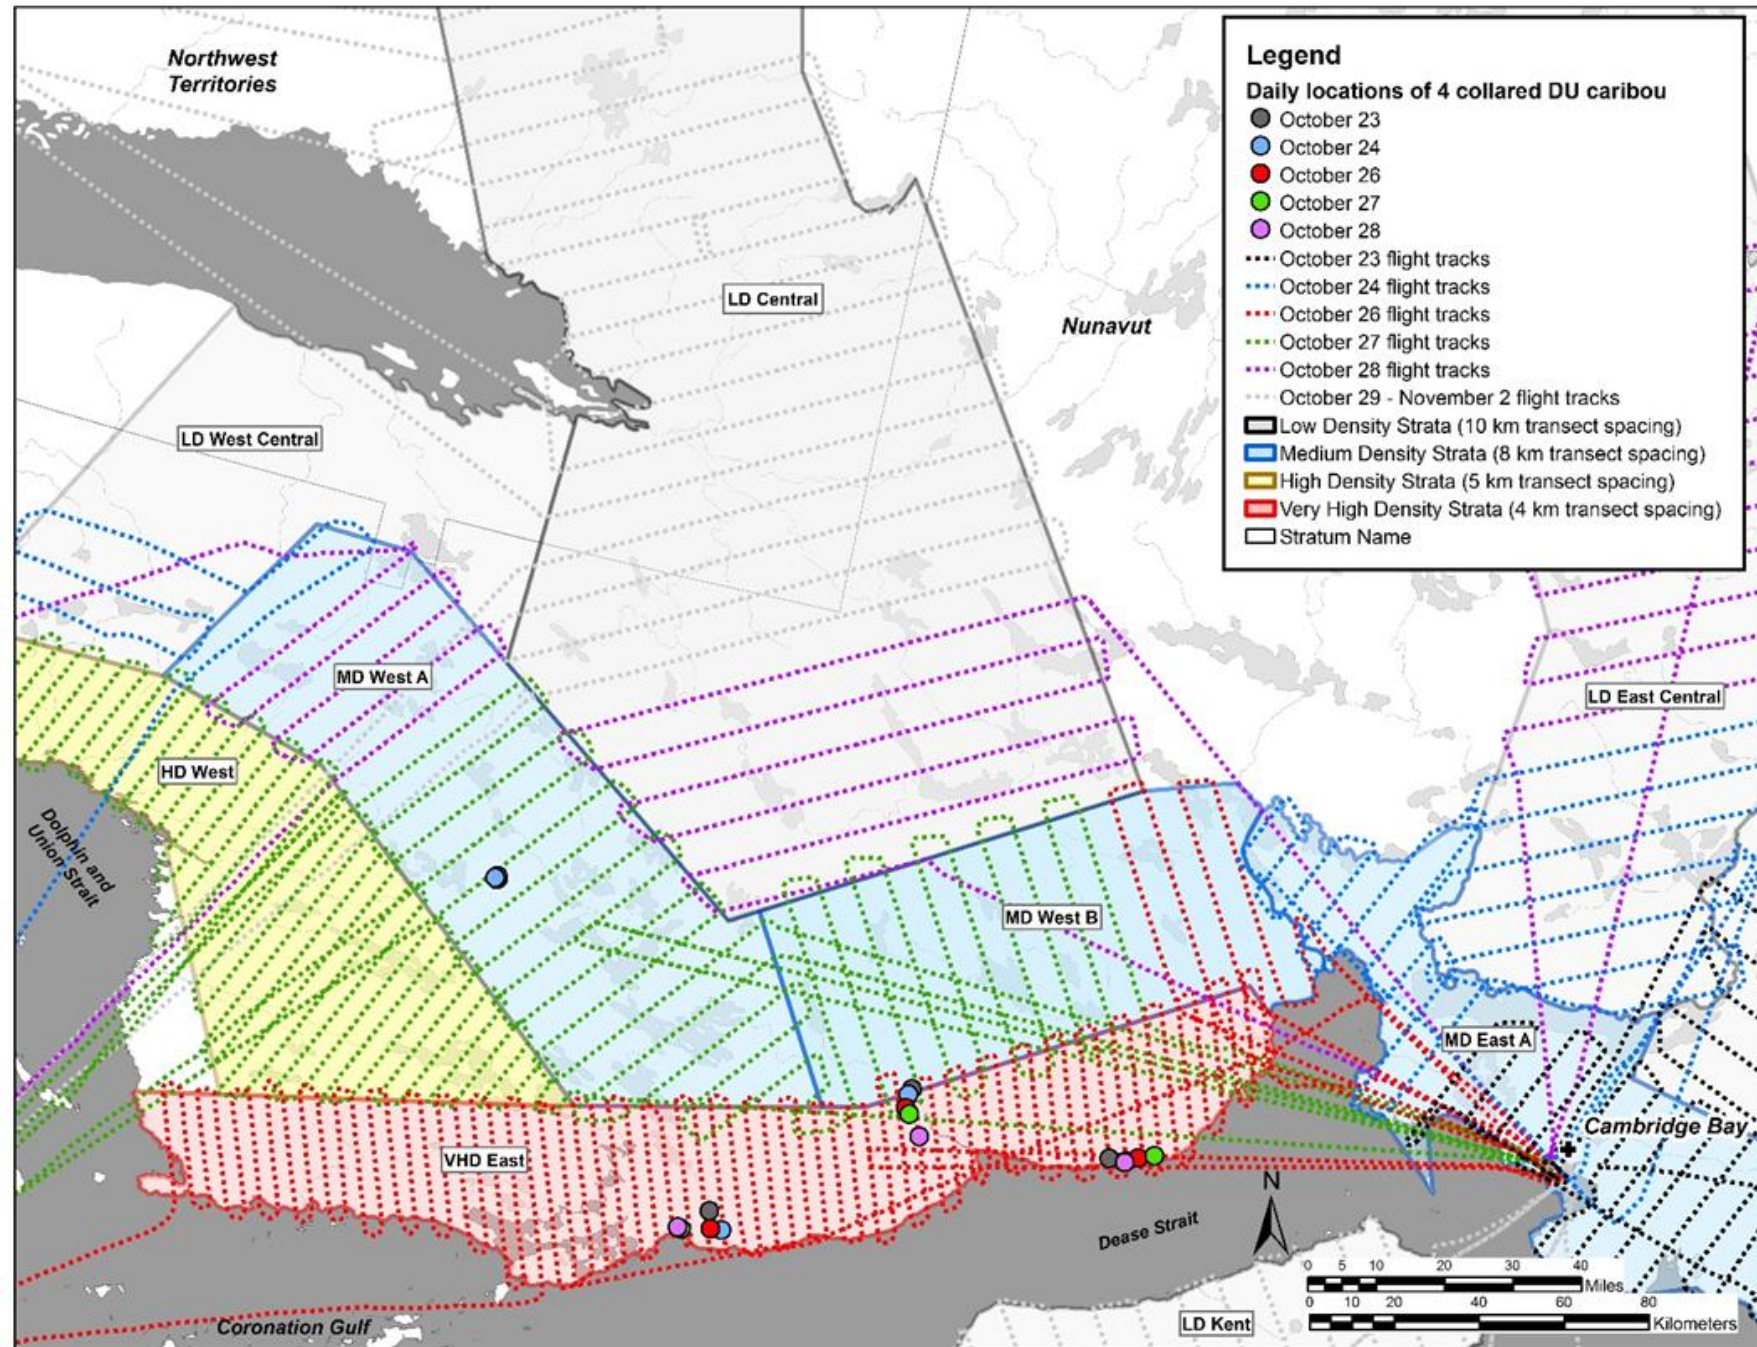 Northwest
Territories
Legend
Daily locations of 4 collared DU caribou
October 23
October 24
October 26
October 27
October 28
October 23 flight tracks
October 24 flight tracks
October 26 flight tracks
October 27 flight tracks
October 28 flight tracks
October 29 - November 2 flight tracks
Low Density Strata (10 km transect spacing)
Medium Density Strata (8 km transect spacing)
High Density Strata (5 km transect spacing)
Very High Density Strata (4 km transect spacing)
Stratum Name
LD Central
Nunavut
LD West Central
MD West A
LD East Central
HD West
Dolphin and
Union Strait
MD West B
MD East A
Cambridge Bay
VHD East
N
Dease Strait
0 5 10 20 30 40
Miles
0 10 20 40 60 80
Kilometers
LD Kent
Coronation Gulf